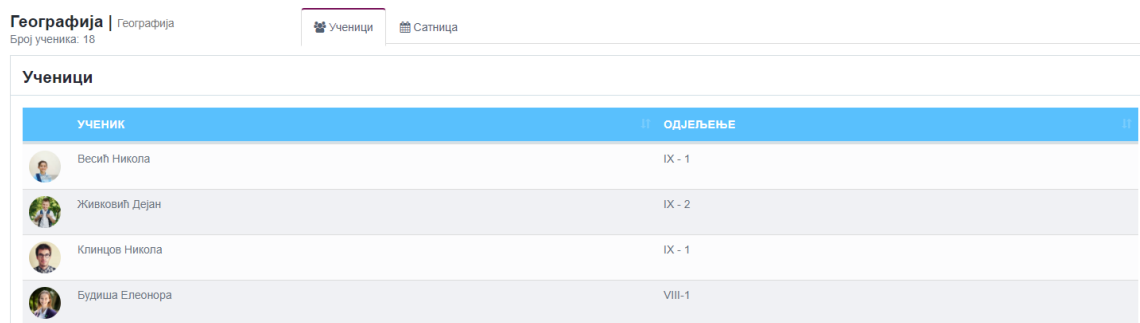 Географија | Географија
Број ученика: 18
Ученици
Сатница
Ученици
УЧЕНИК ОДЈЕЉЕЊЕ
Весић Никола IX - 1
Живковић Дејан IX - 2
Клинцов Никола IX - 1
Будиша Елеонора VIII-1